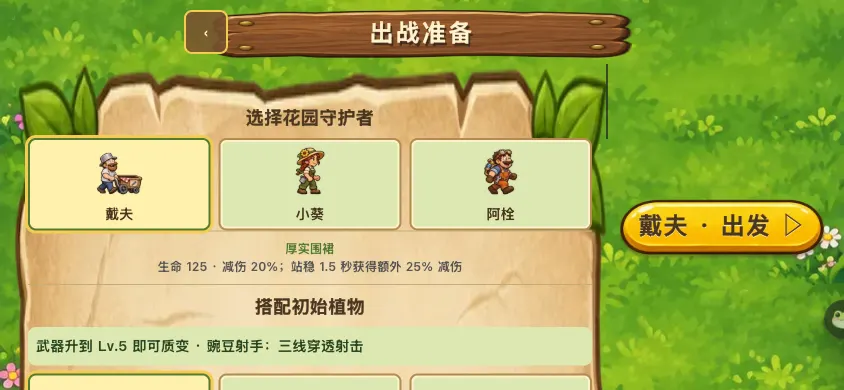 出战准备
选择花园守护者
戴夫
小葵
阿栓
厚实围裙
生命 125 · 减伤 20%；站稳 1.5 秒获得额外 25% 减伤
戴夫 · 出发 ▷
搭配初始植物
武器升到 Lv.5 即可质变 · 豌豆射手：三线穿透射击